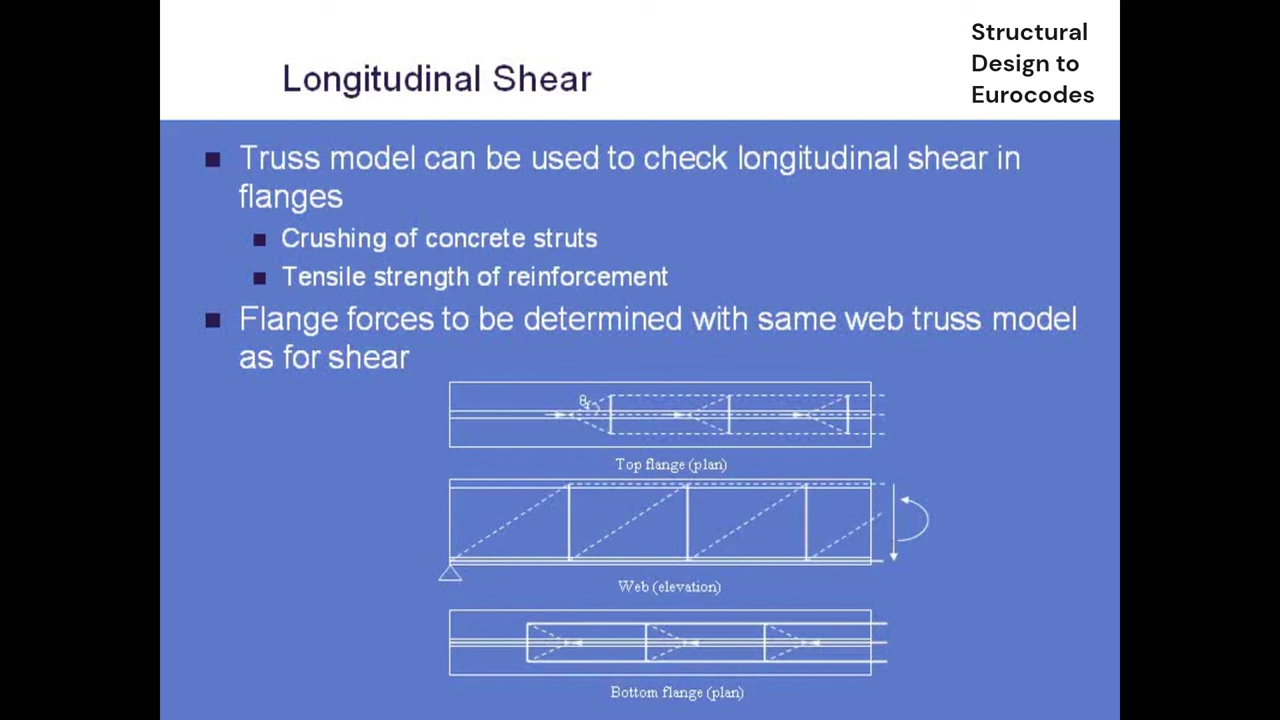 Structural
Design to
Eurocodes
Longitudinal Shear
Truss model can be used to check longitudinal shear in
flanges
Crushing of concrete struts
Tensile strength of reinforcement
Flange forces to be determined with same web truss model
as for shear
Top flange (plan)
Web (elevation)
Bottom flange (plan)